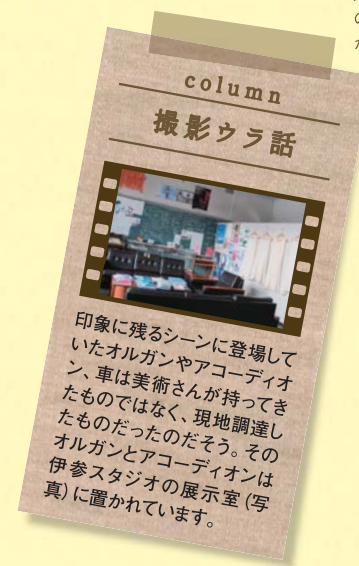 column
撮影ウラ話
印象に残るシーンに登場して
いたオルガンやアコーディオ
ン、車は美術さんが持ってき
たものではなく、現地調達し
たものだったのだそう。その
オルガンとアコーディオンは
伊参スタジオの展示室(写
真)に置かれています。